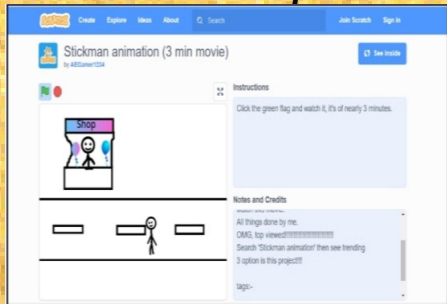 SCRATCH Create Explore Ideas About Search Join Scratch Sign in
Stickman animation (3 min movie)
by AEGamer1234
See inside
Instructions
Click the green flag and watch it, it's of nearly 3 minutes.
Shop
Notes and Credits
All things done by me.
OMG, top viewed!!!!!!!!!!!!!!!!!!!!!!!!!!!!
Search 'Stickman animation' then see trending
3 option is this project!!!!
tags:-